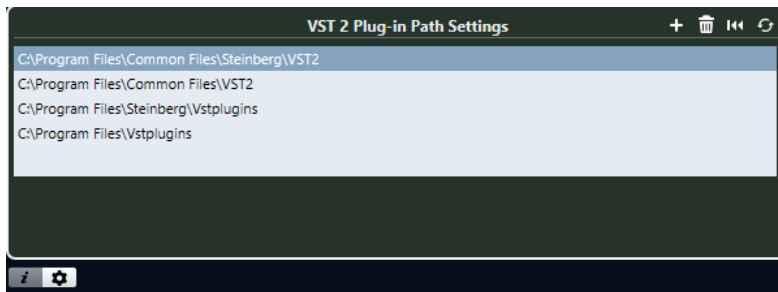 VST 2 Plug-in Path Settings
C:\Program Files\Common Files\Steinberg\VST2
C:\Program Files\Common Files\VST2
C:\Program Files\Steinberg\Vstplugins
C:\Program Files\Vstplugins
i